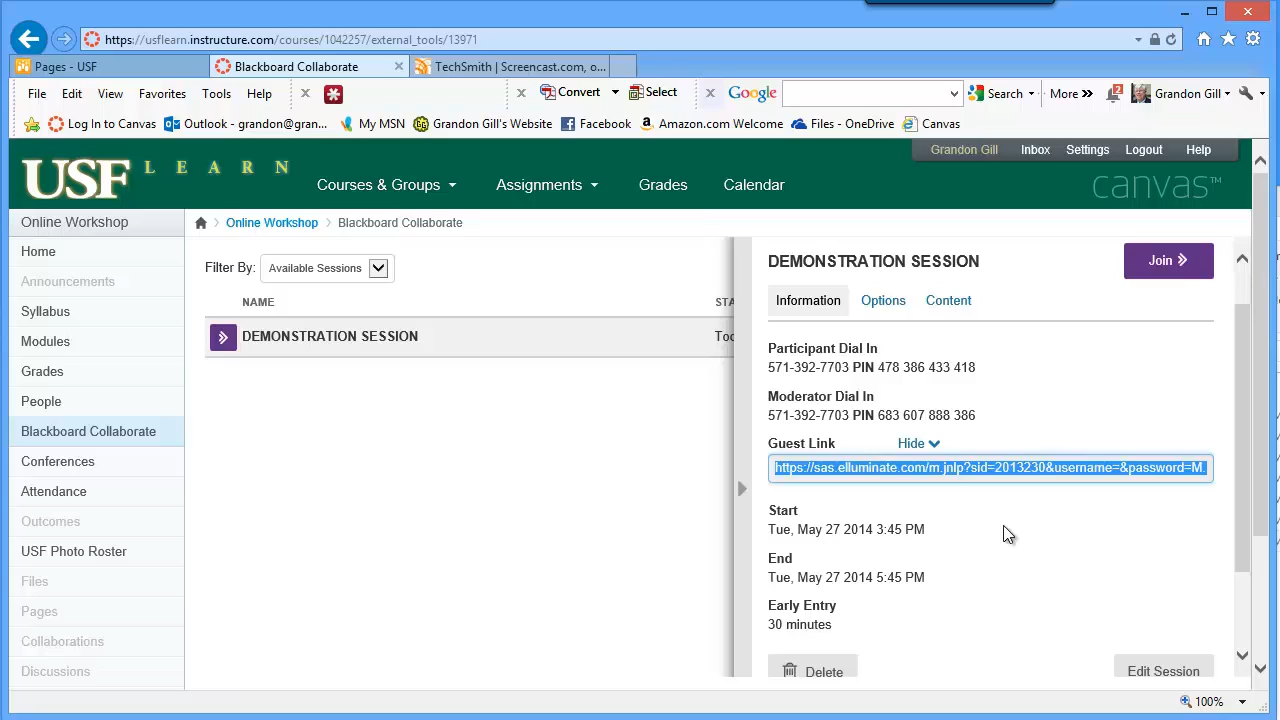 https://usflearn.instructure.com/courses/1042257/external_tools/13971
Pages - USF
Blackboard Collaborate
TechSmith | Screencast.com, o...
File Edit View Favorites Tools Help
Convert Select
Google
Search More
2
Grandon Gill
Log In to Canvas Outlook - grandon@gran... My MSN Grandon Gill's Website Facebook Amazon.com Welcome Files - OneDrive Canvas
USF LEARN
Grandon Gill Inbox Settings Logout Help
Courses & Groups Assignments Grades Calendar
canvas™
Online Workshop
Home
Announcements
Syllabus
Modules
Grades
People
Blackboard Collaborate
Conferences
Attendance
Outcomes
USF Photo Roster
Files
Pages
Collaborations
Discussions
Online Workshop Blackboard Collaborate
Filter By: Available Sessions
NAME STA
DEMONSTRATION SESSION Too
DEMONSTRATION SESSION
Join
Information Options Content
Participant Dial In
571-392-7703 PIN 478 386 433 418
Moderator Dial In
571-392-7703 PIN 683 607 888 386
Guest Link Hide
https://sas.elluminate.com/m.jnlp?sid=2013230&username=&password=M.
Start
Tue, May 27 2014 3:45 PM
End
Tue, May 27 2014 5:45 PM
Early Entry
30 minutes
Delete Edit Session
100%